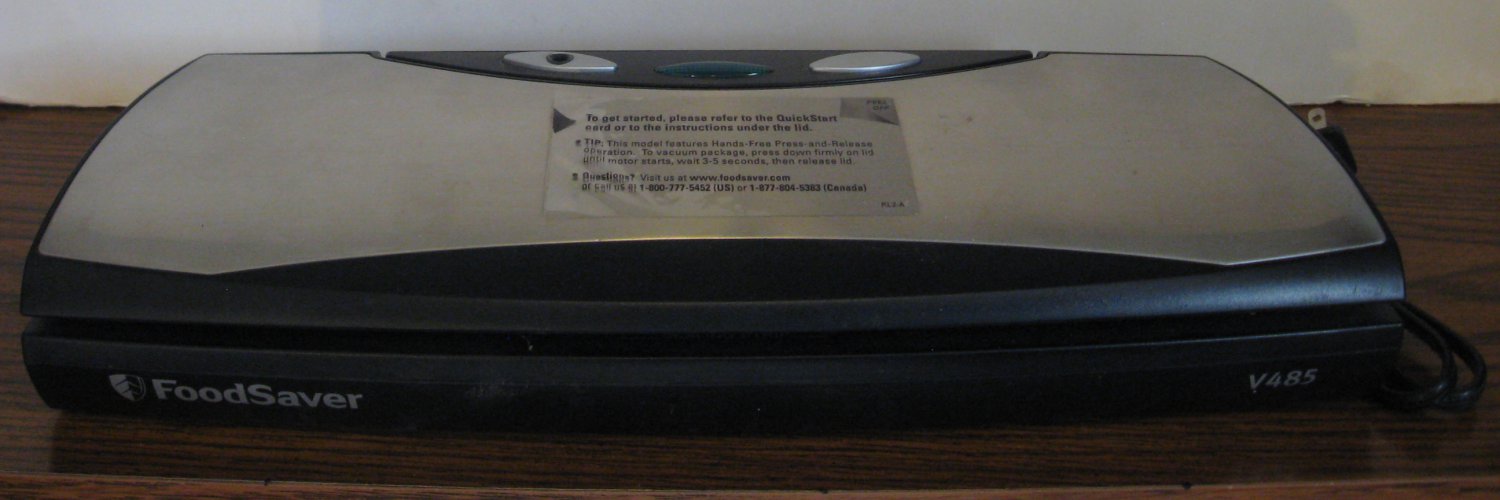 PEEL
OFF
To get started, please refer to the QuickStart
card or to the instructions under the lid.
TIP: This model features Hands-Free Press-and-Release
operation. To vacuum package, press down firmly on lid
until motor starts, wait 3-5 seconds, then release lid.
Questions? Visit us at www.foodsaver.com
or call us at 1-800-777-5452 (US) or 1-877-804-5383 (Canada)
RL2-A
FoodSaver
V485